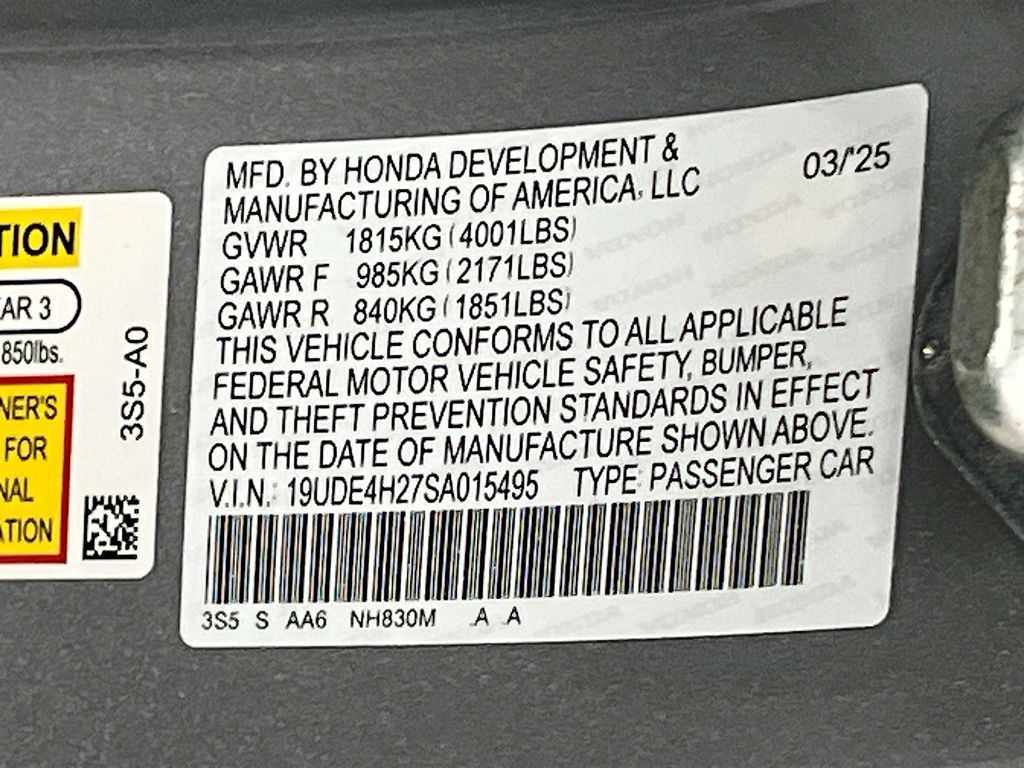 TION
AR 3
850lbs.
NER'S
FOR
NAL
ATION
3S5-A0
MFD. BY HONDA DEVELOPMENT &
MANUFACTURING OF AMERICA, LLC
03/'25
GVWR 1815KG (4001LBS)
GAWR F 985KG (2171LBS)
GAWR R 840KG (1851LBS)
THIS VEHICLE CONFORMS TO ALL APPLICABLE
FEDERAL MOTOR VEHICLE SAFETY, BUMPER,
AND THEFT PREVENTION STANDARDS IN EFFECT
ON THE DATE OF MANUFACTURE SHOWN ABOVE.
V.I.N.: 19UDE4H27SA015495 TYPE: PASSENGER CAR
3S5 S AA6 NH830M A A